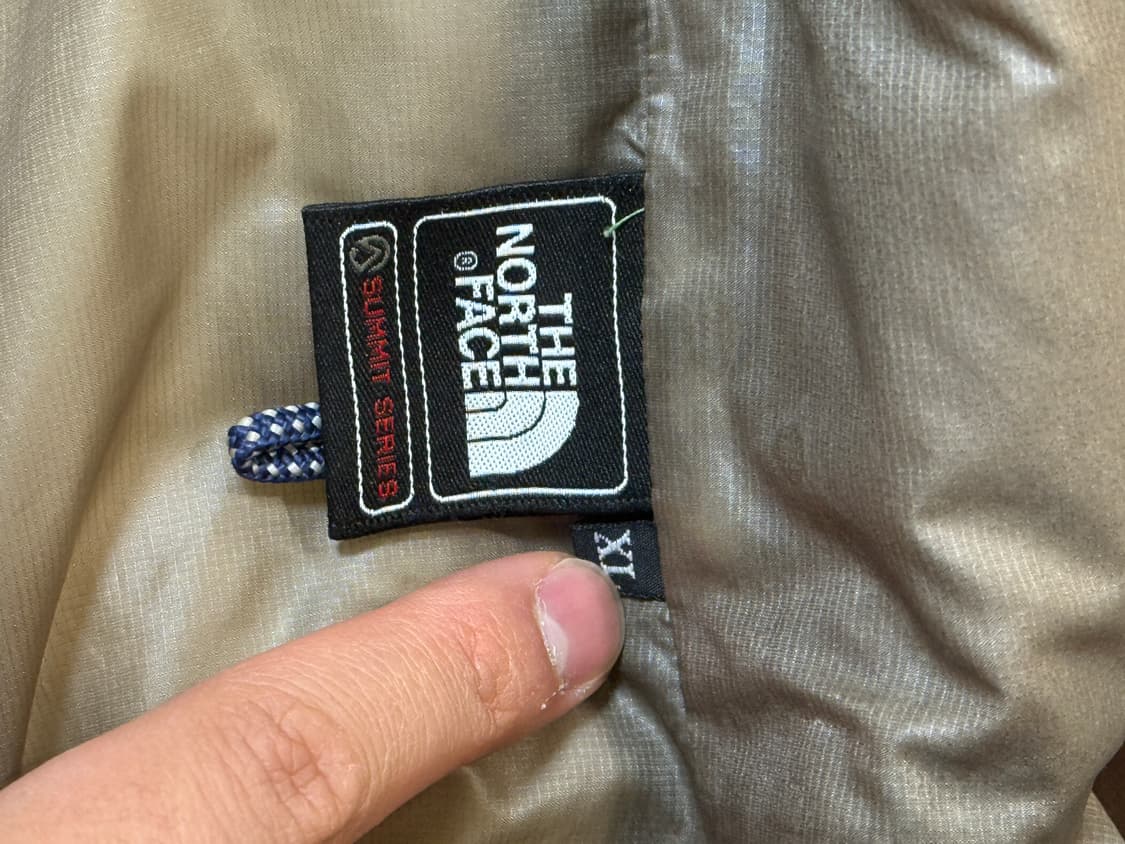 THE
NORTH
FACE®
SUMMIT SERIES
XL